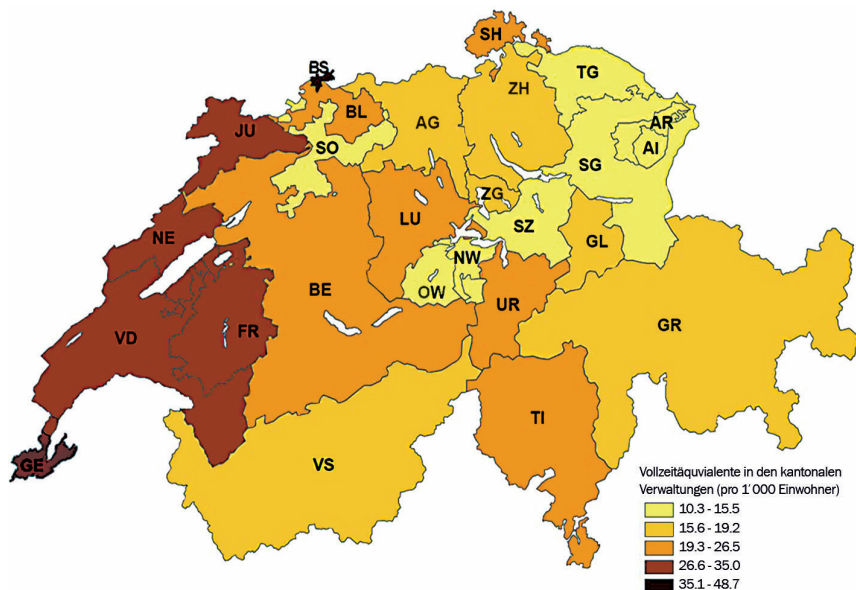 SH
BS
TG
ZH
BL
AG
JU
AR
SO
AI
SG
ZG
LU
SZ
NE
GL
NW
OW
BE
UR
FR
VD
GR
TI
GE
VS
Vollzeitäquvialente in den kantonalen
Verwaltungen (pro 1'000 Einwohner)
10.3 - 15.5
15.6 - 19.2
19.3 - 26.5
26.6 - 35.0
35.1 - 48.7